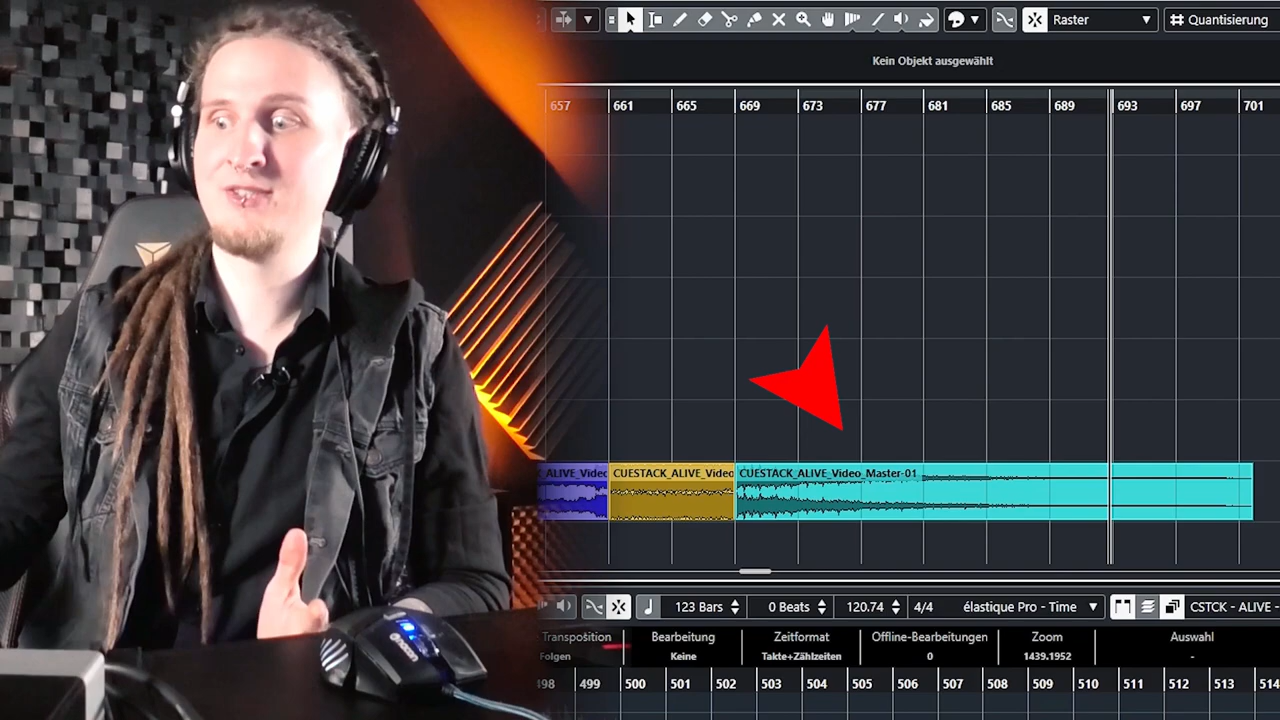 Raster
Quantisierung
Kein Objekt ausgewählt
657 661 665 669 673 677 681 685 689 693 697 701
ALIVE_Videc CUESTACK_ALIVE_Video CUESTACK_ALIVE_Video_Master-01
123 Bars 0 Beats 120.74 4/4 élastique Pro - Time CSTCK - ALIVE -
Transposition Bearbeitung Zeitformat Offline-Bearbeitungen Zoom Auswahl
Folgen Keine Takte+Zählzeiten 0 1439.1952 -
498 499 500 501 502 503 504 505 506 507 508 509 510 511 512 513 514